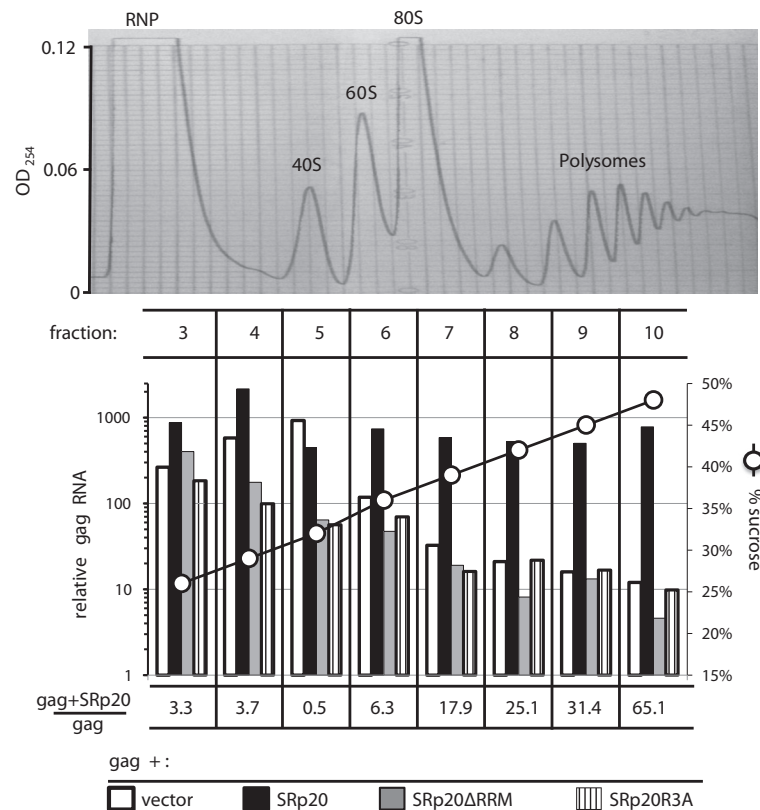 RNP
80S
0.12
60S
40S
0.06
Polysomes
OD254
0
fraction: 3 4 5 6 7 8 9 10
50%
1000
45%
40%
100
35%
relative gag RNA
% sucrose
30%
10
25%
20%
1
15%
gag+SRp20
gag
3.3 3.7 0.5 6.3 17.9 25.1 31.4 65.1
gag + :
vector SRp20 SRp20ΔRRM SRp20R3A